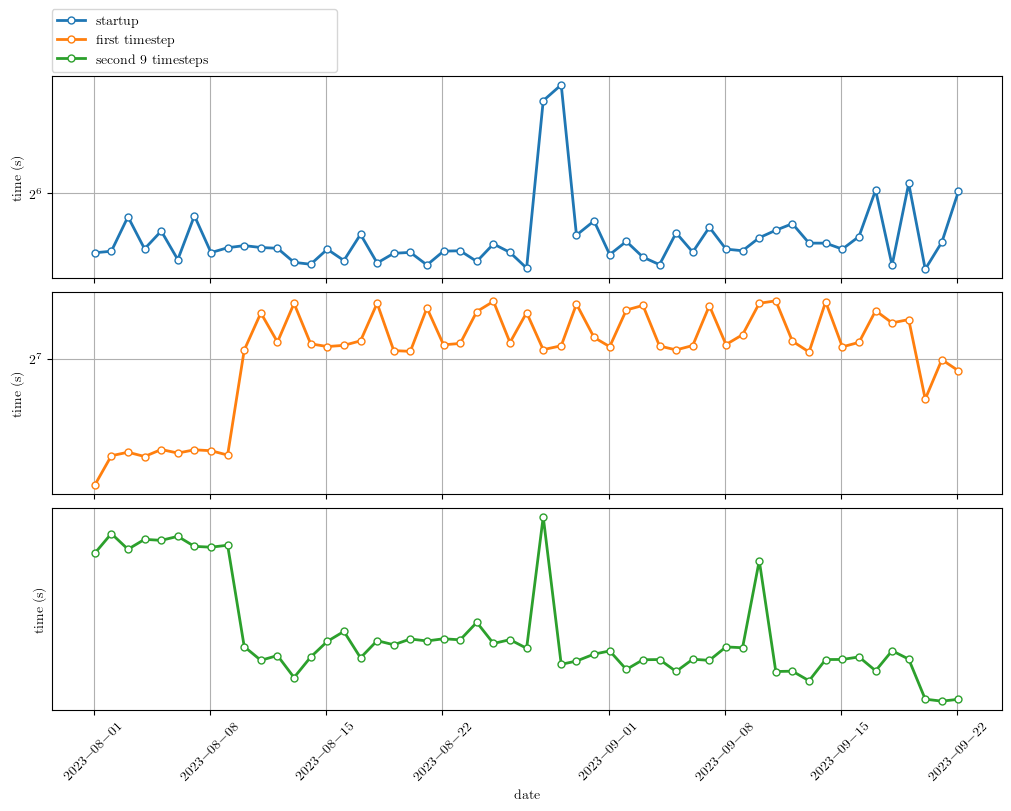 startup
first timestep
second 9 timesteps
time (s)
2^6
time (s)
2^7
time (s)
2023−08−01
2023−08−08
2023−08−15
2023−08−22
2023−09−01
2023−09−08
2023−09−15
2023−09−22
date